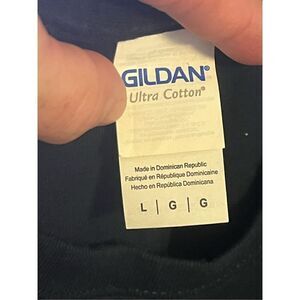 GILDAN®
Ultra Cotton®
Made in Dominican Republic
Fabriqué en République Dominicaine
Hecho en República Dominicana
L | G | G